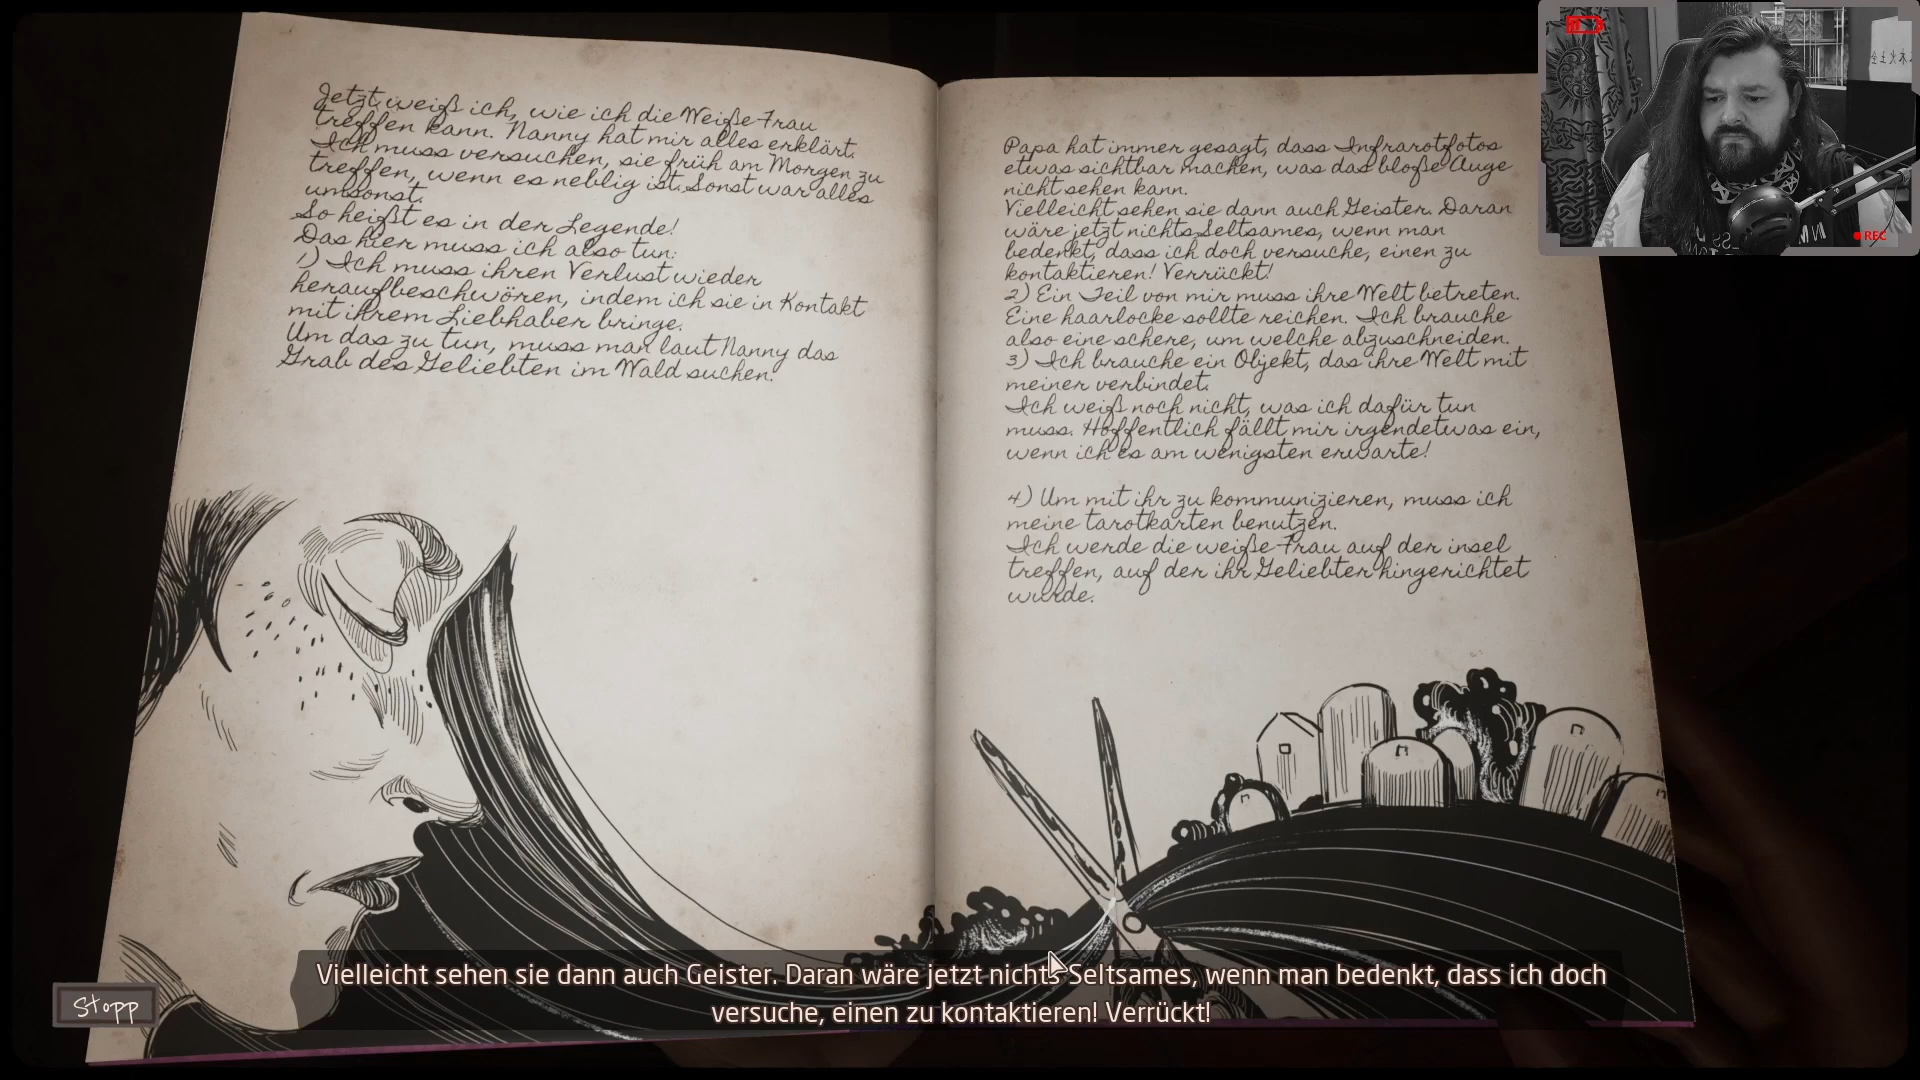 Jetzt weiß ich, wie ich die Weiße Frau
treffen kann. Nanny hat mir alles erklärt.
Ich muss versuchen, sie früh am Morgen zu
treffen, wenn es neblig ist. Sonst war alles
umsonst.
So heißt es in der Legende!
Das hier muss ich also tun:
1) Ich muss ihren Verlust wieder
heraufbeschwören, indem ich sie in Kontakt
mit ihrem Liebhaber bringe.
Um das zu tun, muss man laut Nanny das
Grab des Geliebten im Wald suchen.
Papa hat immer gesagt, dass Infrarotfotos
etwas sichtbar machen, was das bloße Auge
nicht sehen kann.
Vielleicht sehen sie dann auch Geister. Daran
wäre jetzt nichts Seltsames, wenn man
bedenkt, dass ich doch versuche, einen zu
kontaktieren! Verrückt!
2) Ein Teil von mir muss ihre Welt betreten.
Eine haarlocke sollte reichen. Ich brauche
also eine schere, um welche abzuschneiden.
3) Ich brauche ein Objekt, das ihre Welt mit
meiner verbindet.
Ich weiß noch nicht, was ich dafür tun
muss. Hoffentlich fällt mir irgendetwas ein,
wenn ich es am wenigsten erwarte!
4) Um mit ihr zu kommunizieren, muss ich
meine tarotkarten benutzen.
Ich werde die weiße Frau auf der insel
treffen, auf der ihr Geliebter hingerichtet
wurde.
Vielleicht sehen sie dann auch Geister. Daran wäre jetzt nichts Seltsames, wenn man bedenkt, dass ich doch
versuche, einen zu kontaktieren! Verrückt!
Stopp
REC